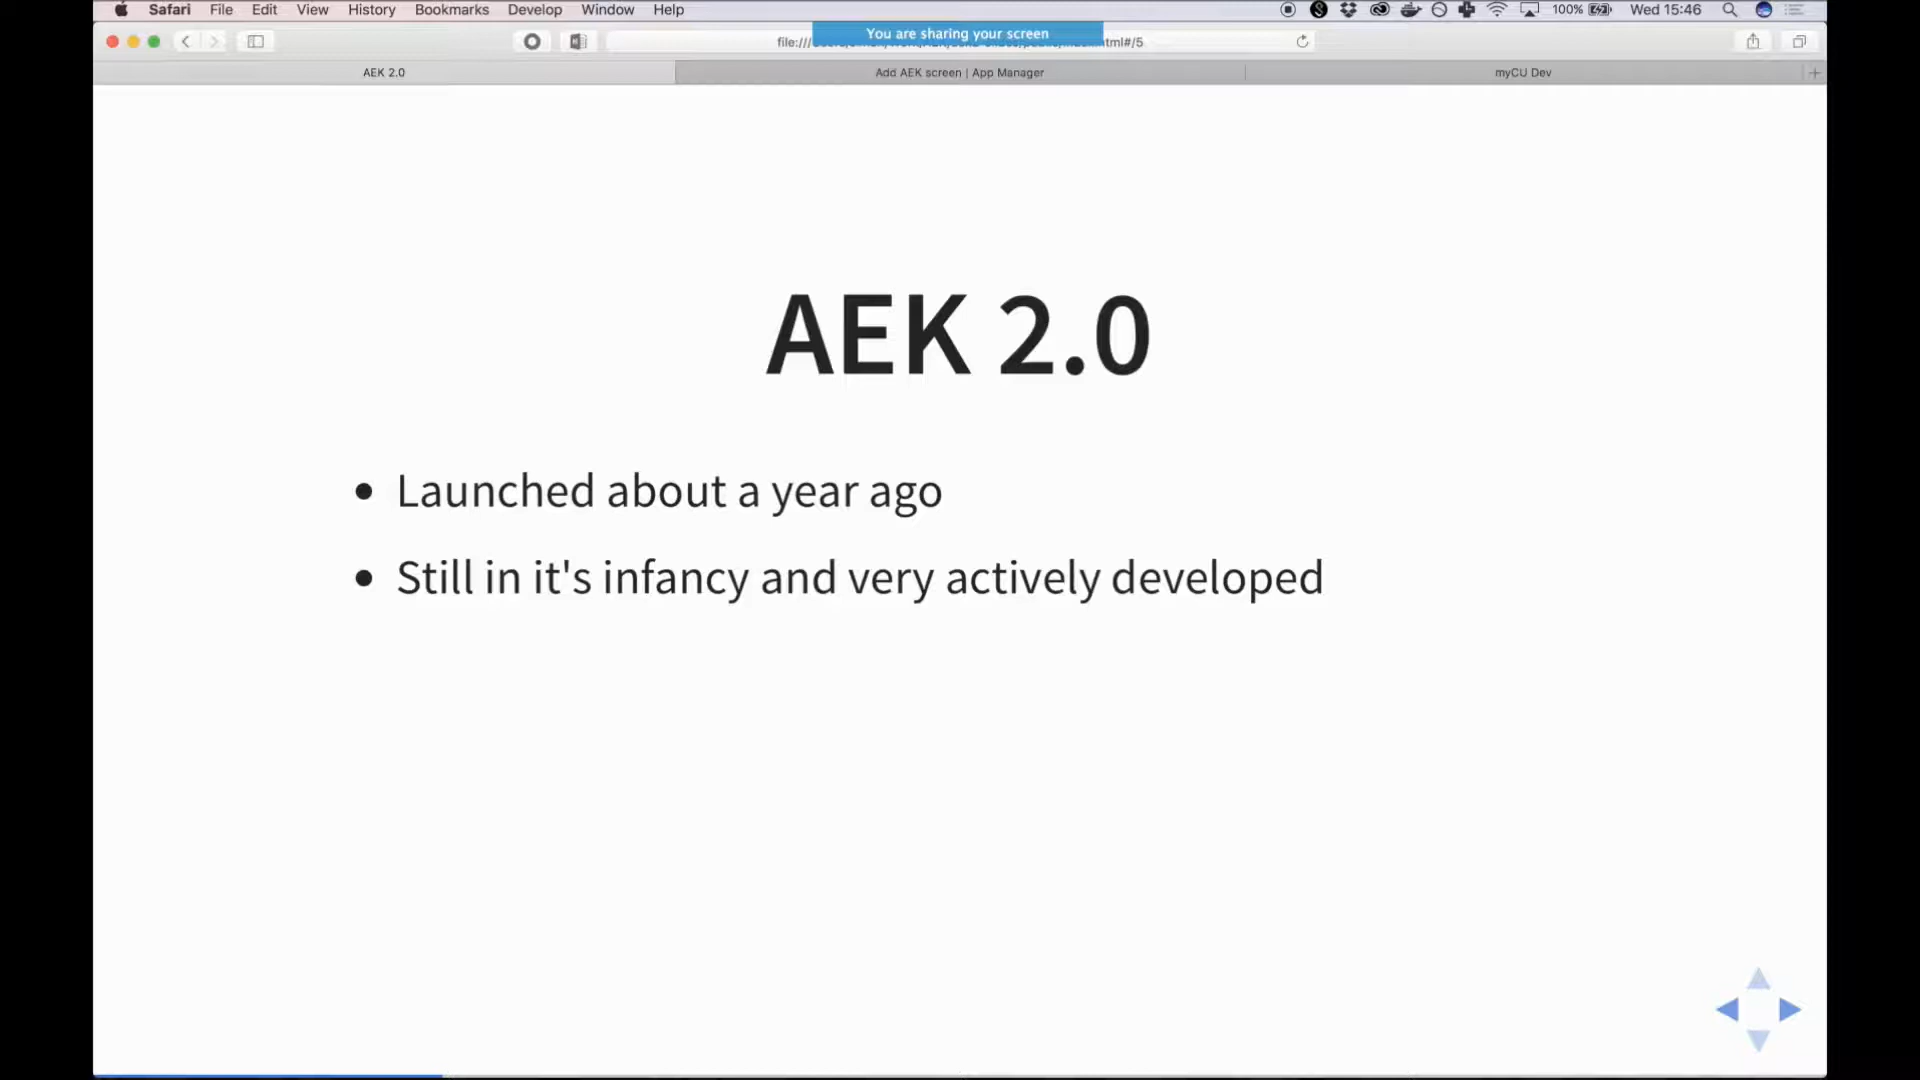 Safari File Edit View History Bookmarks Develop Window Help 100% Wed 15:46
You are sharing your screen
file:/// tml#/5
AEK 2.0 Add AEK screen | App Manager myCU Dev
AEK 2.0
• Launched about a year ago
• Still in it's infancy and very actively developed